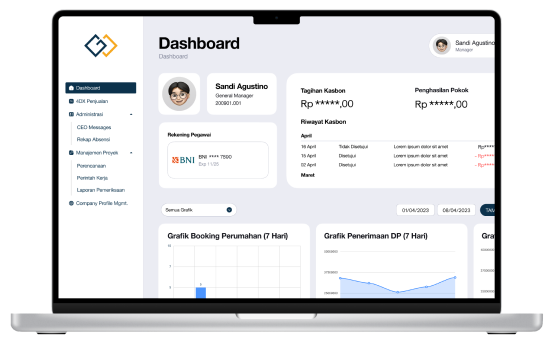 Dashboard
Dashboard
Sandi Agustino
Manager
Dashboard
4DX Penjualan
Administrasi
CEO Messages
Rekap Absensi
Manajemen Proyek
Perencanaan
Perintah Kerja
Laporan Pemeriksaan
Company Profile Mgmt.
Sandi Agustino
General Manager
200901.001
Rekening Pegawai
BNI
BNI **** 7890
Exp 11/25
Tagihan Kasbon
Penghasilan Pokok
Rp *****,00
Rp *****,00
Riwayat Kasbon
April
16 April Tidak Disetujui Lorem ipsum dolor sit amet Rp****
15 April Disetujui Lorem ipsum dolor sit amet - Rp****
02 April Disetujui Lorem ipsum dolor sit amet - Rp****
Maret
Semua Grafik
01/04/2023
08/04/2023
TAM
Grafik Booking Perumahan (7 Hari)
Grafik Penerimaan DP (7 Hari)
Gra